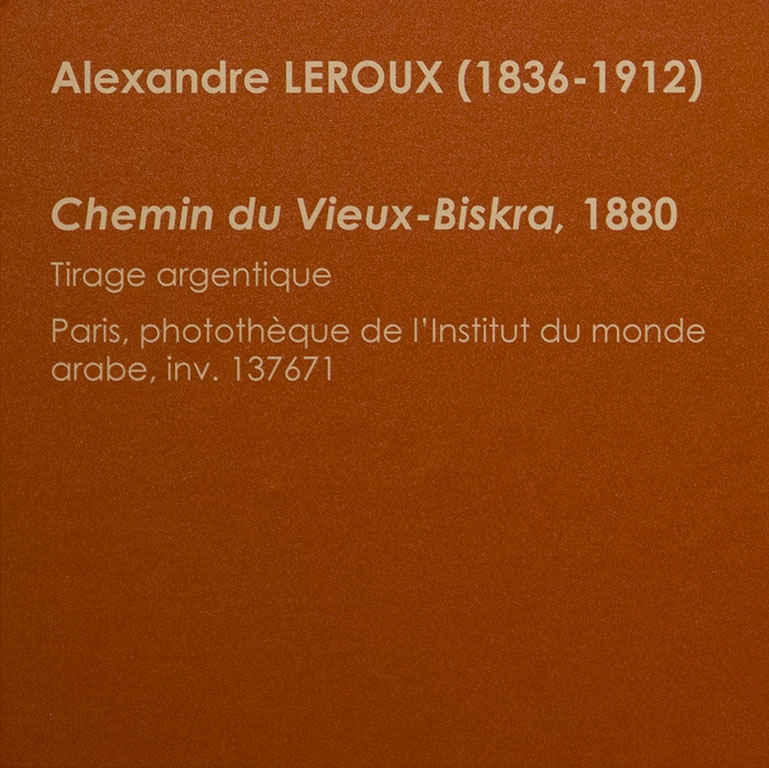 Alexandre LEROUX (1836-1912)
Chemin du Vieux-Biskra, 1880
Tirage argentique
Paris, photothèque de l'Institut du monde
arabe, inv. 137671